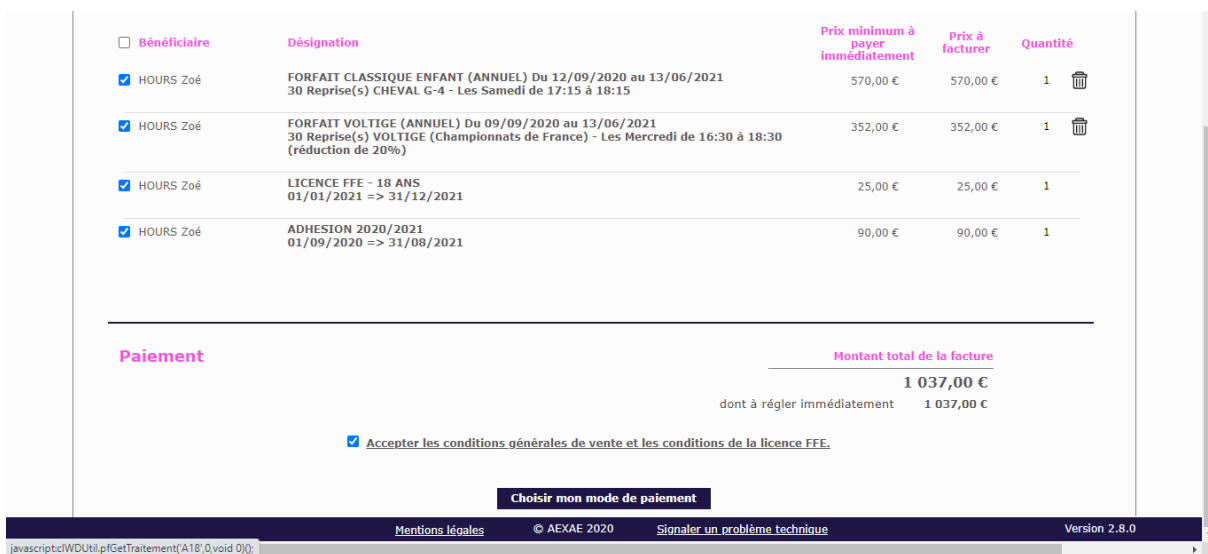 Bénéficiaire Désignation Prix minimum à payer immédiatement Prix à facturer Quantité
HOURS Zoé FORFAIT CLASSIQUE ENFANT (ANNUEL) Du 12/09/2020 au 13/06/2021 570,00 € 570,00 € 1
30 Reprise(s) CHEVAL G-4 - Les Samedi de 17:15 à 18:15
HOURS Zoé FORFAIT VOLTIGE (ANNUEL) Du 09/09/2020 au 13/06/2021 352,00 € 352,00 € 1
30 Reprise(s) VOLTIGE (Championnats de France) - Les Mercredi de 16:30 à 18:30
(réduction de 20%)
HOURS Zoé LICENCE FFE - 18 ANS 25,00 € 25,00 € 1
01/01/2021 => 31/12/2021
HOURS Zoé ADHESION 2020/2021 90,00 € 90,00 € 1
01/09/2020 => 31/08/2021
Paiement Montant total de la facture
1 037,00 €
dont à régler immédiatement 1 037,00 €
Accepter les conditions générales de vente et les conditions de la licence FFE.
Choisir mon mode de paiement
Mentions légales © AEXAE 2020 Signaler un problème technique Version 2.8.0
javascript:clWDUtil.pfGetTraitement('A18',0,void 0)();